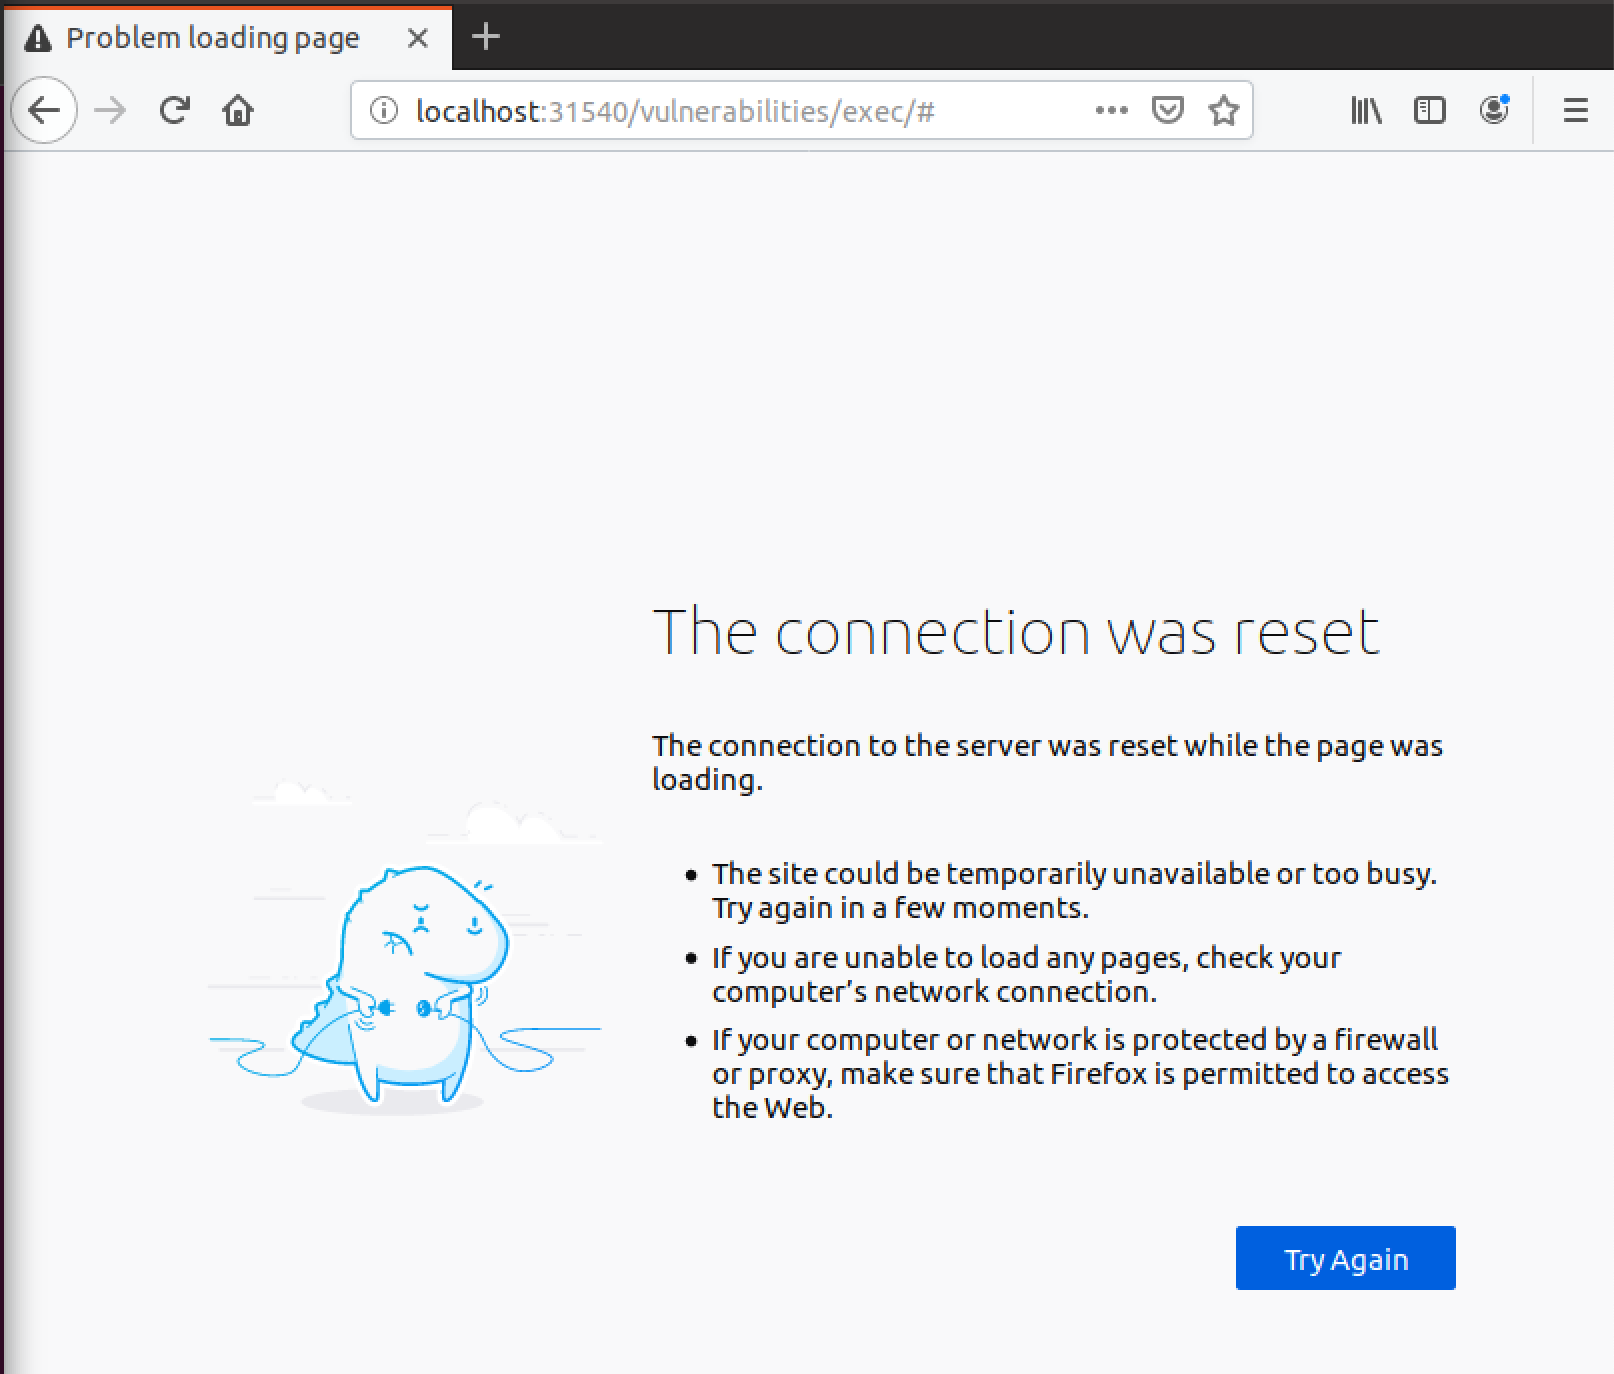 Problem loading page
localhost:31540/vulnerabilities/exec/#
The connection was reset
The connection to the server was reset while the page was
loading.
The site could be temporarily unavailable or too busy.
Try again in a few moments.
If you are unable to load any pages, check your
computer’s network connection.
If your computer or network is protected by a firewall
or proxy, make sure that Firefox is permitted to access
the Web.
Try Again